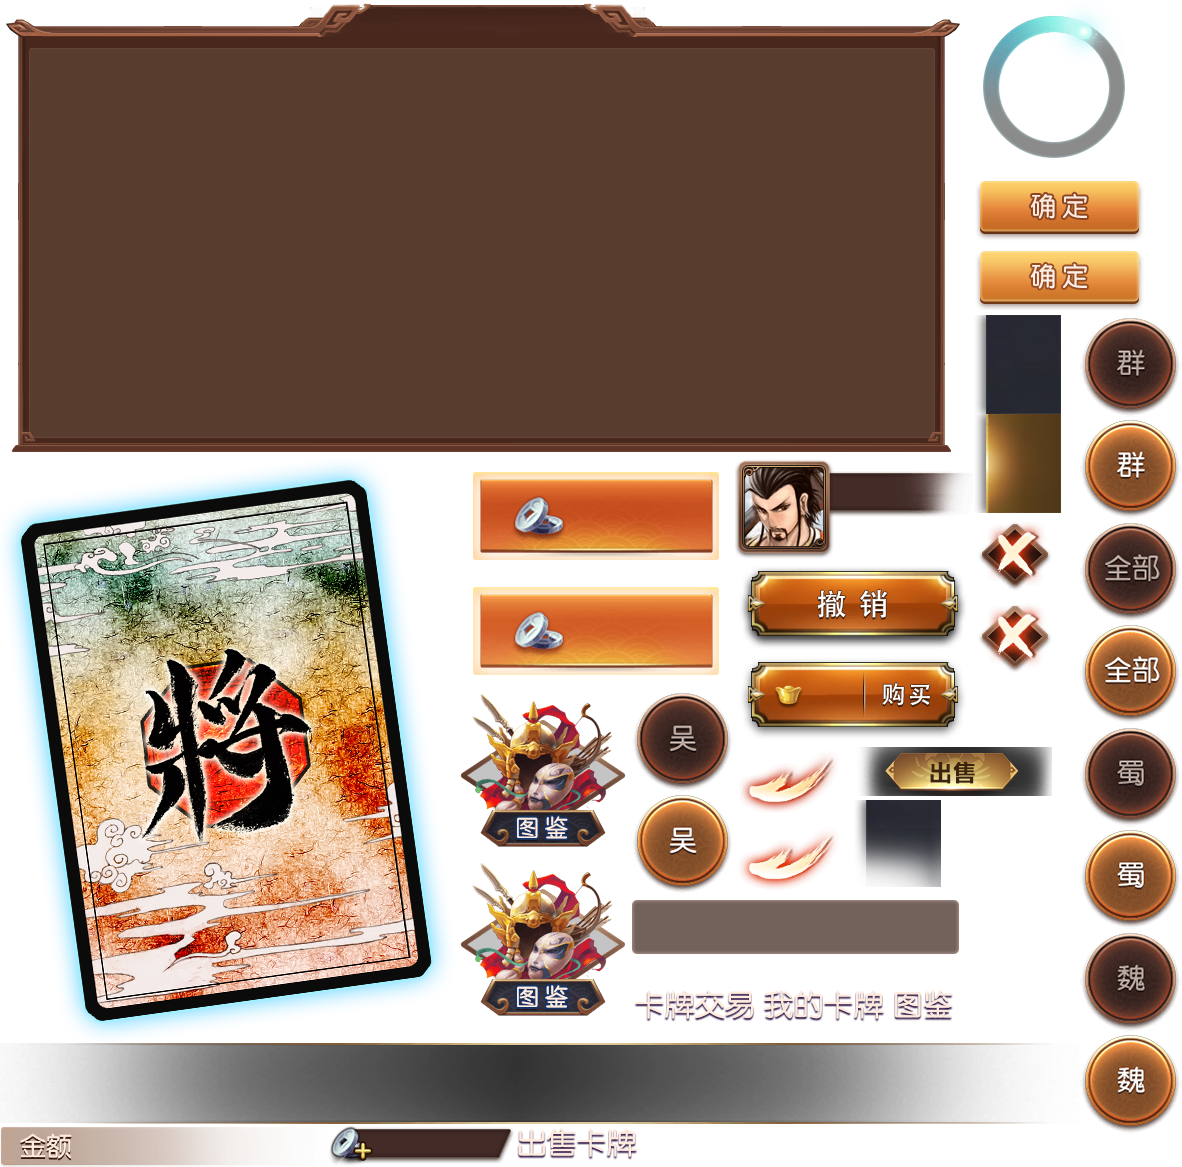 确定
确定
群
群
全部
全部
蜀
蜀
魏
魏
將
撤销
购买
吴
吴
出售
图鉴
图鉴
卡牌交易 我的卡牌 图鉴
金额
出售卡牌